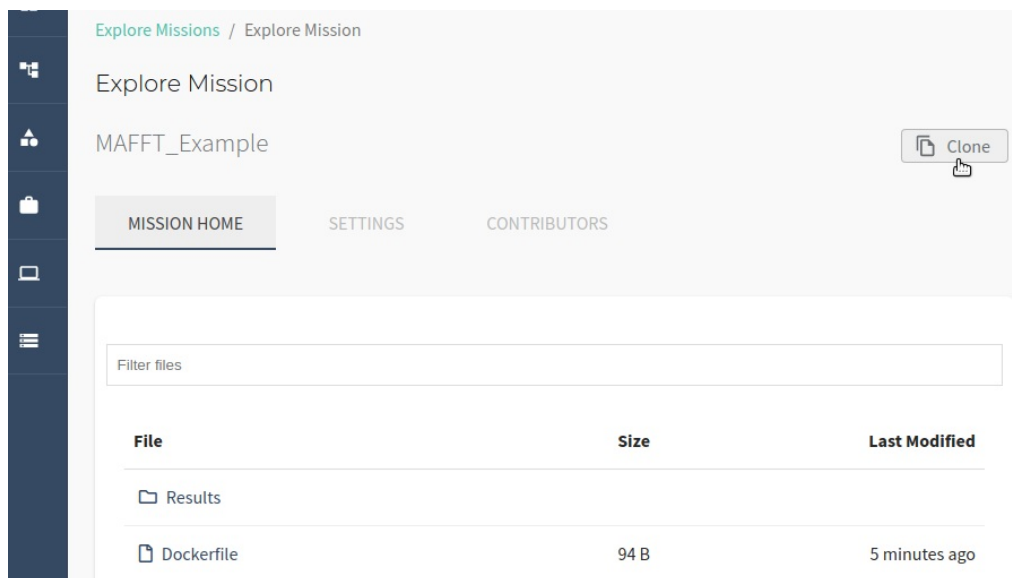 Explore Missions / Explore Mission
Explore Mission
MAFFT_Example
Clone
MISSION HOME SETTINGS CONTRIBUTORS
Filter files
File Size Last Modified
Results
Dockerfile 94 B 5 minutes ago